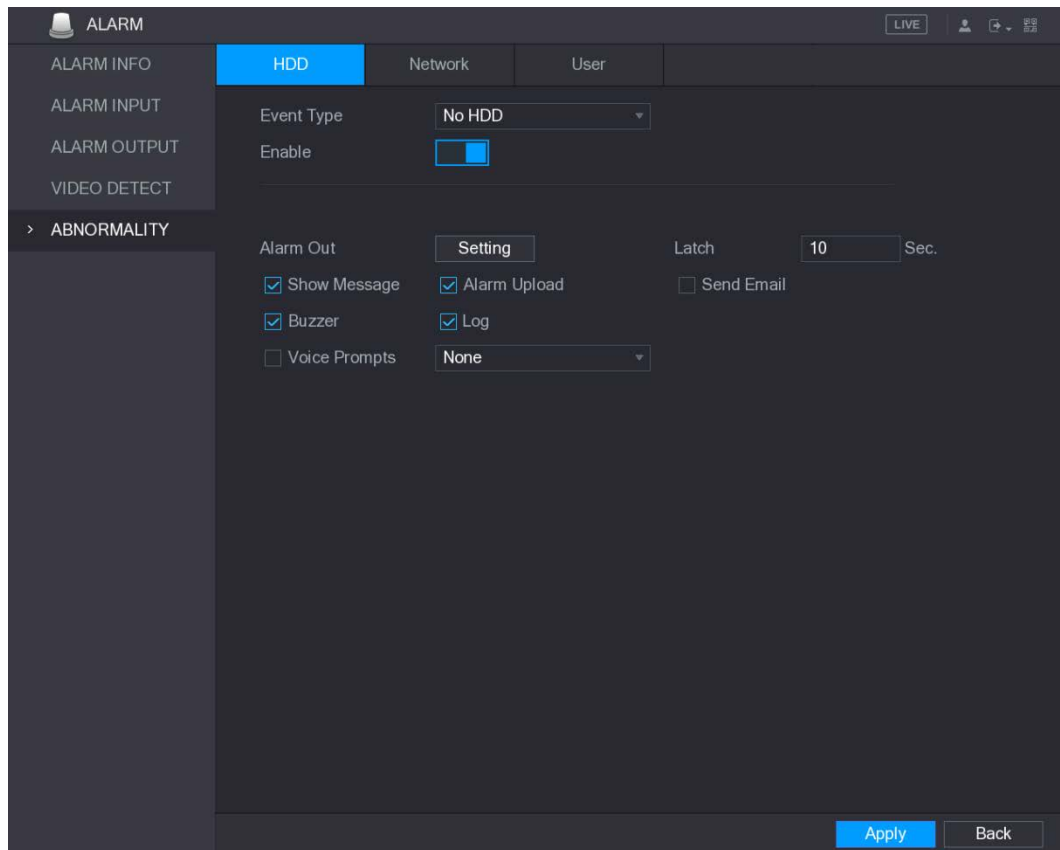 ALARM
LIVE
ALARM INFO
ALARM INPUT
ALARM OUTPUT
VIDEO DETECT
> ABNORMALITY
HDD Network User
Event Type No HDD
Enable
Alarm Out Setting Latch 10 Sec.
Show Message Alarm Upload Send Email
Buzzer Log
Voice Prompts None
Apply Back